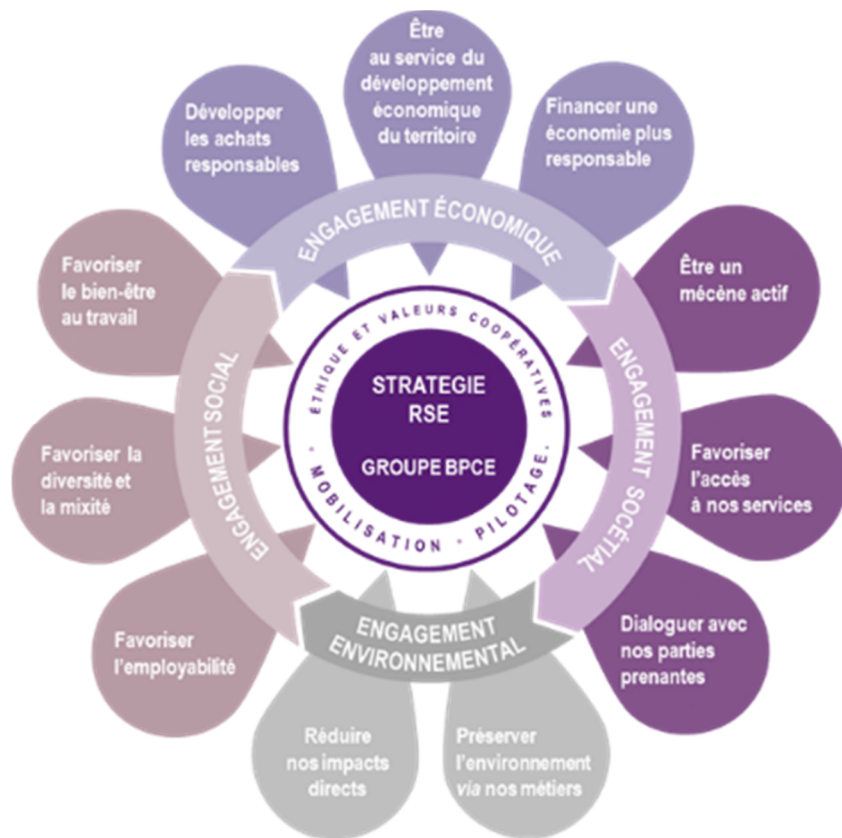 Être
au service du
développement
économique
du territoire
Développer
les achats
responsables
Financer une
économie plus
responsable
ENGAGEMENT ÉCONOMIQUE
Favoriser
le bien-être
au travail
Être un
mécène actif
ÉTHIQUE ET VALEURS COOPÉRATIVES
STRATEGIE
RSE
GROUPE BPCE
• MOBILISATION • PILOTAGE.
ENGAGEMENT SOCIAL
ENGAGEMENT SOCÉTIAL
Favoriser la
diversité et
la mixité
Favoriser
l'accès
à nos services
Favoriser
l'employabilité
ENGAGEMENT
ENVIRONNEMENTAL
Dialoguer avec
nos parties
prenantes
Réduire
nos impacts
directs
Préserver
l'environnement
via nos métiers